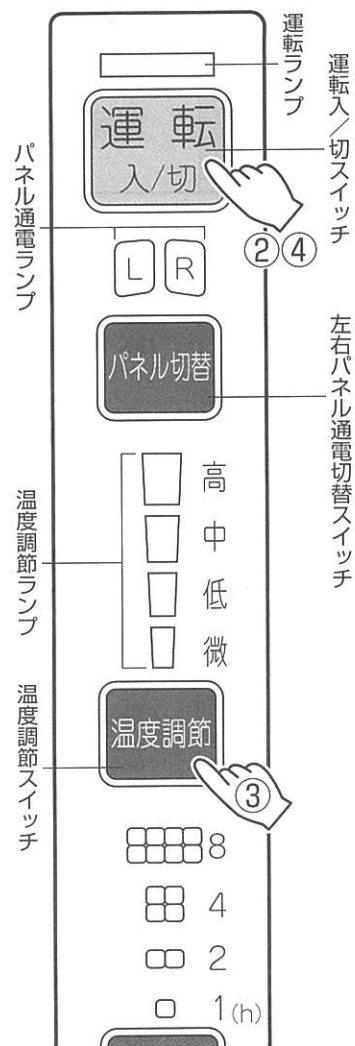 運転ランプ
運転入/切スイッチ
運転
入/切
②④
パネル通電ランプ
L R
パネル切替
左右パネル通電切替スイッチ
高
中
低
微
温度調節ランプ
温度調節
温度調節スイッチ
③
8
4
2
1(h)